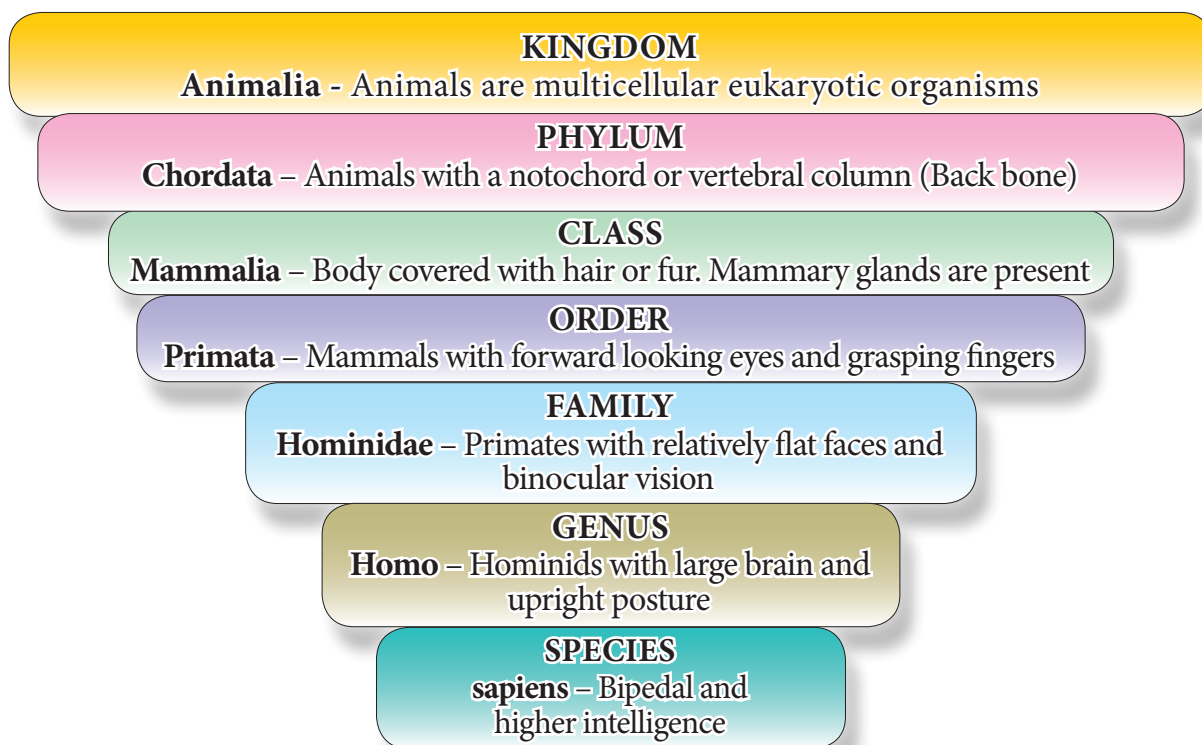 KINGDOM
Animalia - Animals are multicellular eukaryotic organisms
PHYLUM
Chordata – Animals with a notochord or vertebral column (Back bone)
CLASS
Mammalia – Body covered with hair or fur. Mammary glands are present
ORDER
Primata – Mammals with forward looking eyes and grasping fingers
FAMILY
Hominidae – Primates with relatively flat faces and
binocular vision
GENUS
Homo – Hominids with large brain and
upright posture
SPECIES
sapiens – Bipedal and
higher intelligence